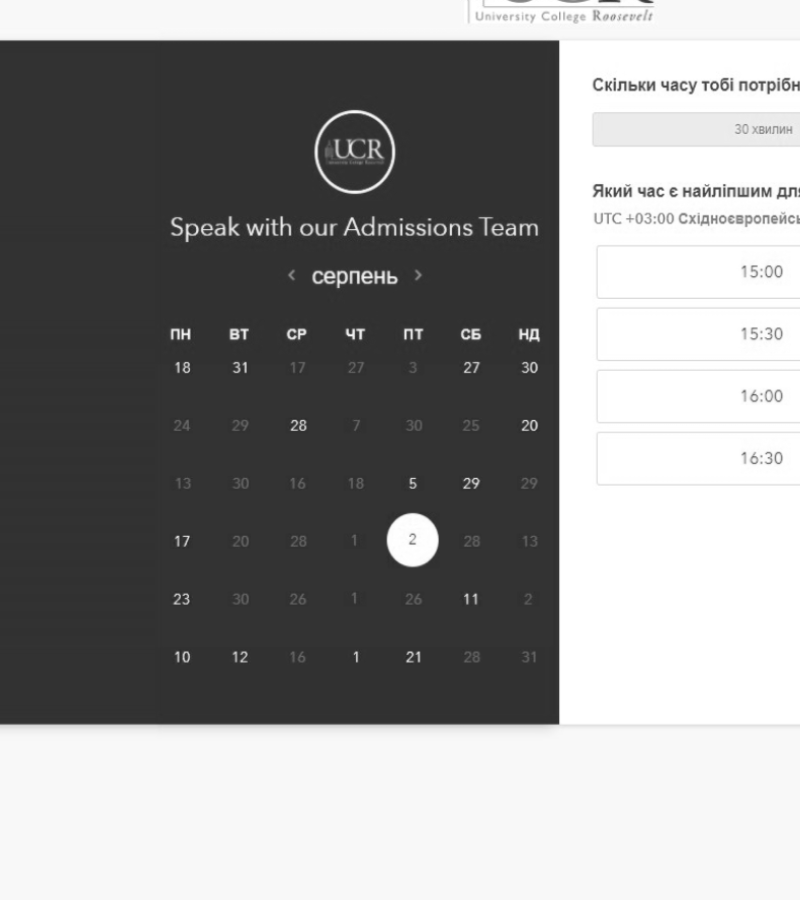 University College Roosevelt
UCR
Speak with our Admissions Team
< серпень >
ПН ВТ СР ЧТ ПТ СБ НД
18 31 17 27 3 27 30
24 29 28 7 30 25 20
13 30 16 18 5 29 29
17 20 28 1 2 28 13
23 30 26 1 26 11 2
10 12 16 1 21 28 31
Скільки часу тобі потрібн
30 хвилин
Який час є найліпшим для
UTC +03:00 Східноєвропейсь
15:00
15:30
16:00
16:30